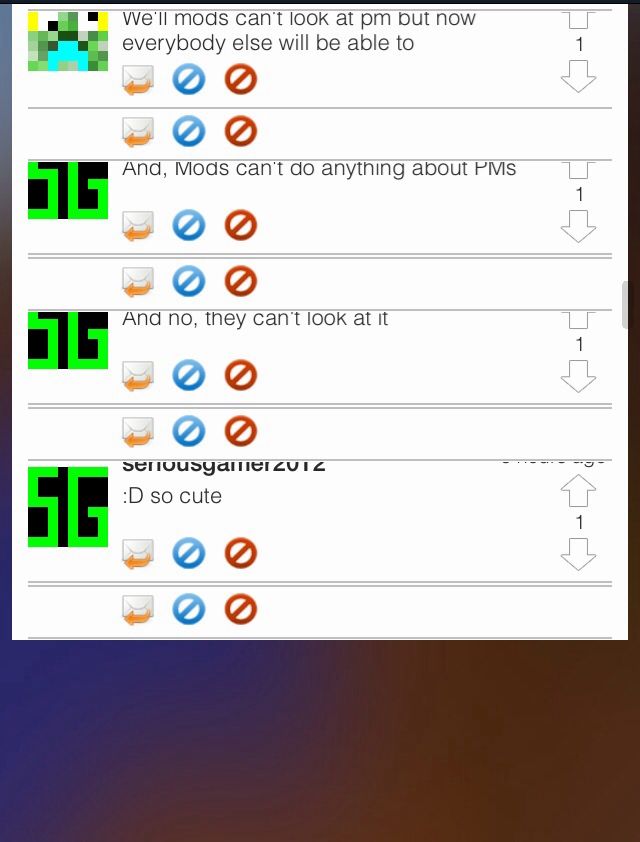 We'll mods can't look at pm but now
everybody else will be able to
1
And, Mods can't do anything about PMs
1
And no, they can't look at it
1
seriousgamer2012
:D so cute
1